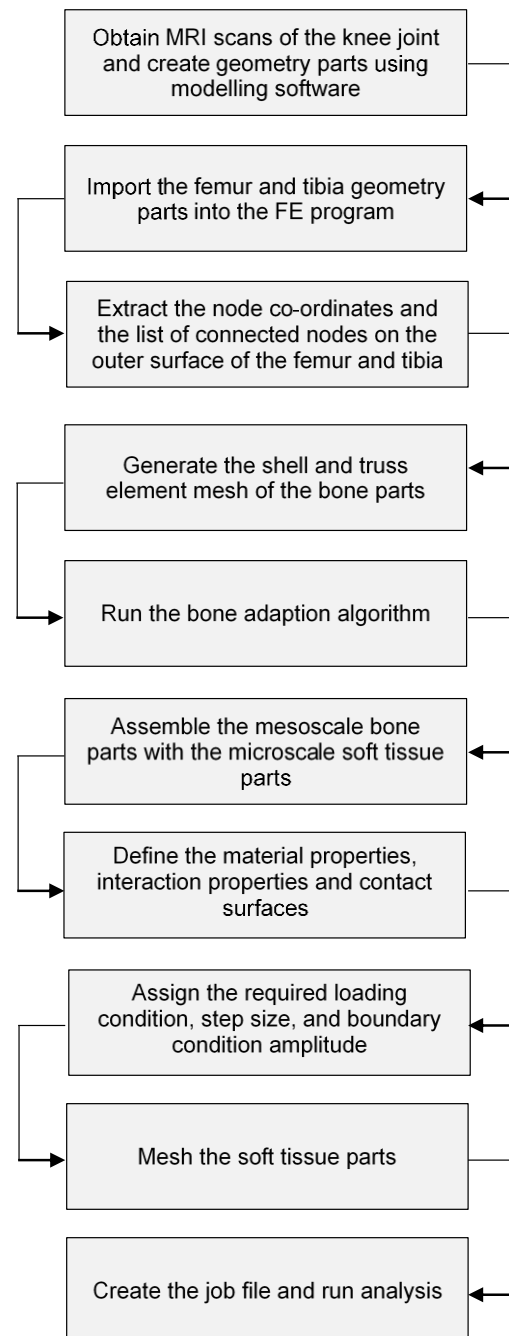 Obtain MRI scans of the knee joint
and create geometry parts using
modelling software
Import the femur and tibia geometry
parts into the FE program
Extract the node co-ordinates and
the list of connected nodes on the
outer surface of the femur and tibia
Generate the shell and truss
element mesh of the bone parts
Run the bone adaption algorithm
Assemble the mesoscale bone
parts with the microscale soft tissue
parts
Define the material properties,
interaction properties and contact
surfaces
Assign the required loading
condition, step size, and boundary
condition amplitude
Mesh the soft tissue parts
Create the job file and run analysis